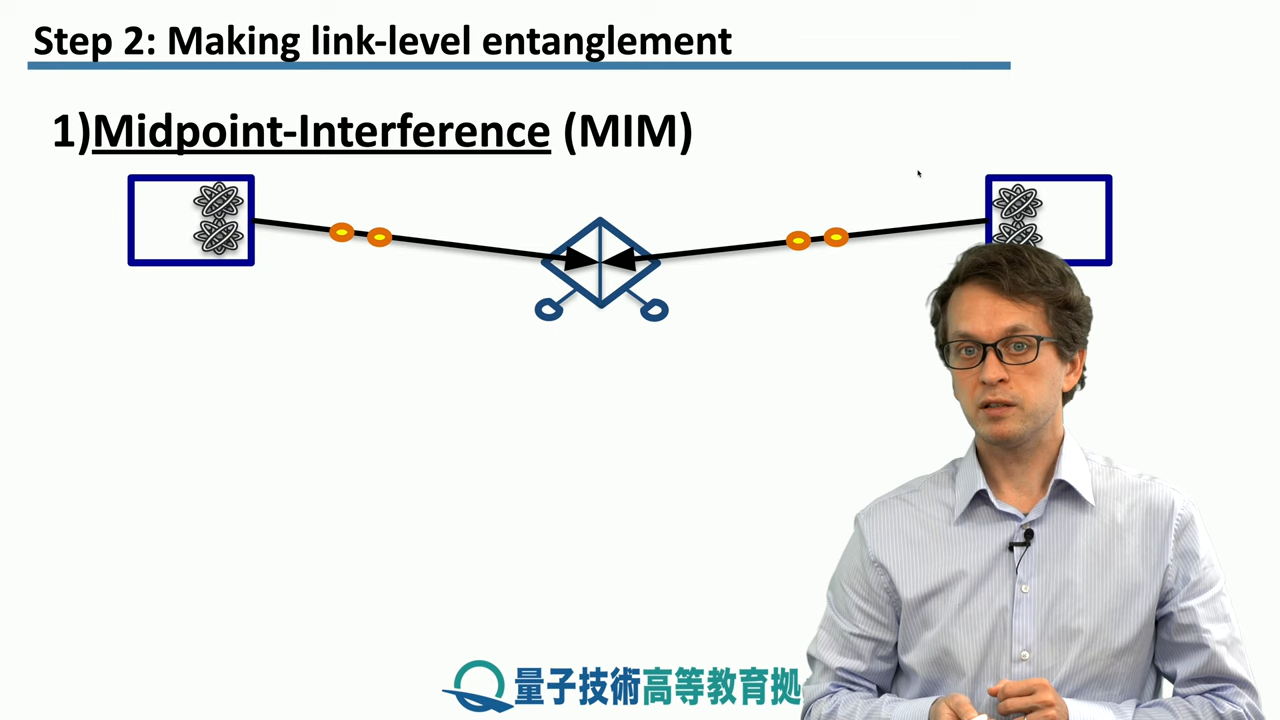 Step 2: Making link-level entanglement
1)Midpoint-Interference (MIM)
量子技術高等教育拠